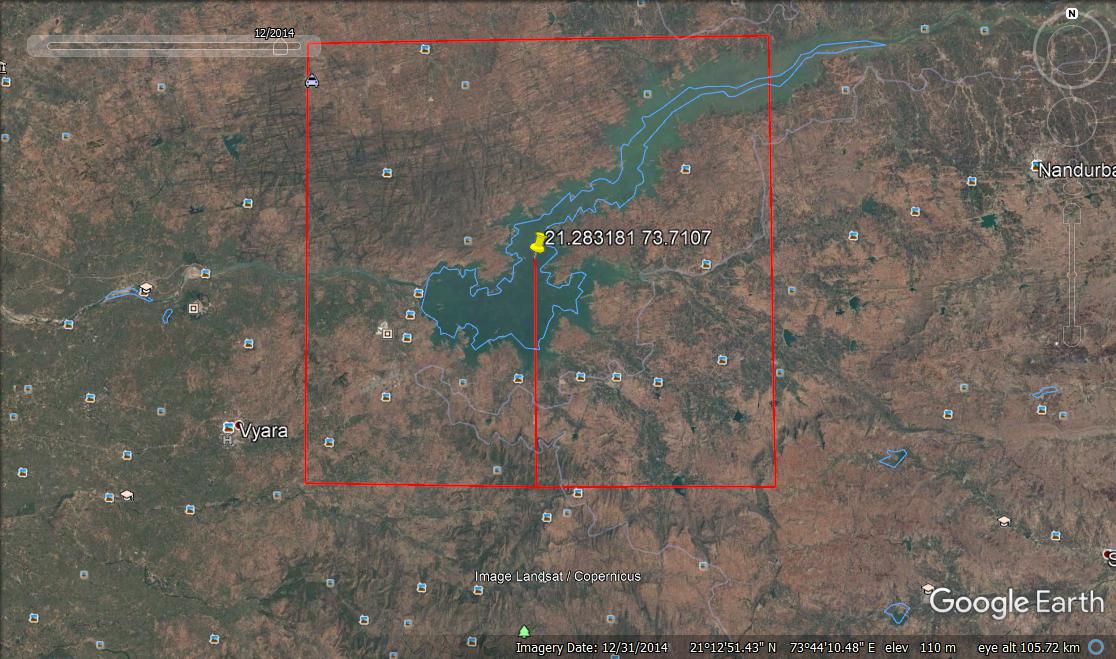 12/2014
N
Nandurba
21.283181 73.7107
Vyara
H
S
Image Landsat / Copernicus
Google Earth
Imagery Date: 12/31/2014 21°12'51.43" N 73°44'10.48" E elev 110 m eye alt 105.72 km